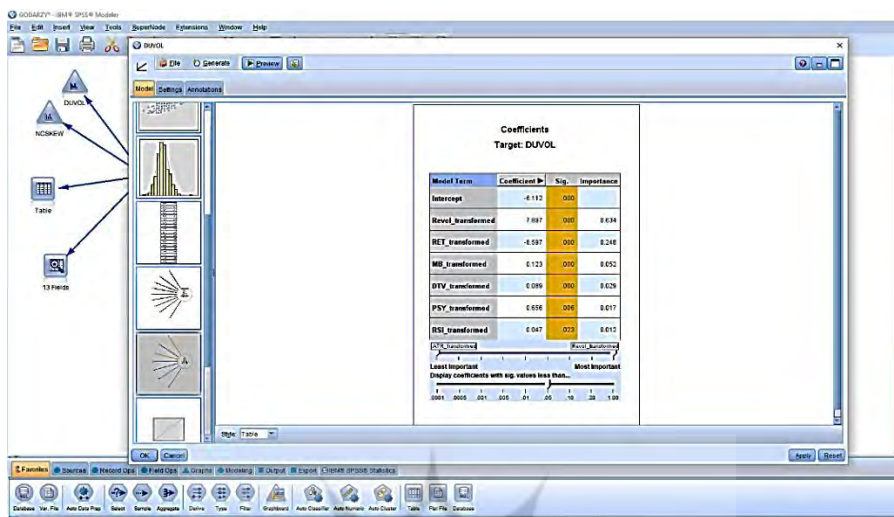 GODARZY* - IBM® SPSS® Modeler
File Edit Insert View Tools SuperNode Extensions Window Help
DUVOL
File Generate Preview
Model Settings Annotations
DUVOL
NCSKEW
Table
13 Fields
Coefficients
Target: DUVOL
Model Term Coefficient Sig. Importance
Intercept -6.112 .000
Revol_transformed 7.697 .000 0.634
RET_transformed -6.597 .000 0.248
MB_transformed 0.123 .000 0.052
DTV_transformed 0.089 .000 0.029
PSY_transformed 0.656 .006 0.017
RSI_transformed 0.047 .023 0.012
ATR_transformed Revol_transformed
Least Important Most Important
Display coefficients with sig. values less than...
.0001 .0005 .001 .005 .01 .05 .10 .20 1.00
Style: Table
OK Cancel Apply Reset
Favorites Sources Record Ops Field Ops Graphs Modeling Output Export IBM® SPSS® Statistics
Database Var. File Auto Data Prep Select Sample Aggregate Derive Type Filter Graphboard Auto Classifier Auto Numeric Auto Cluster Table Flat File Database